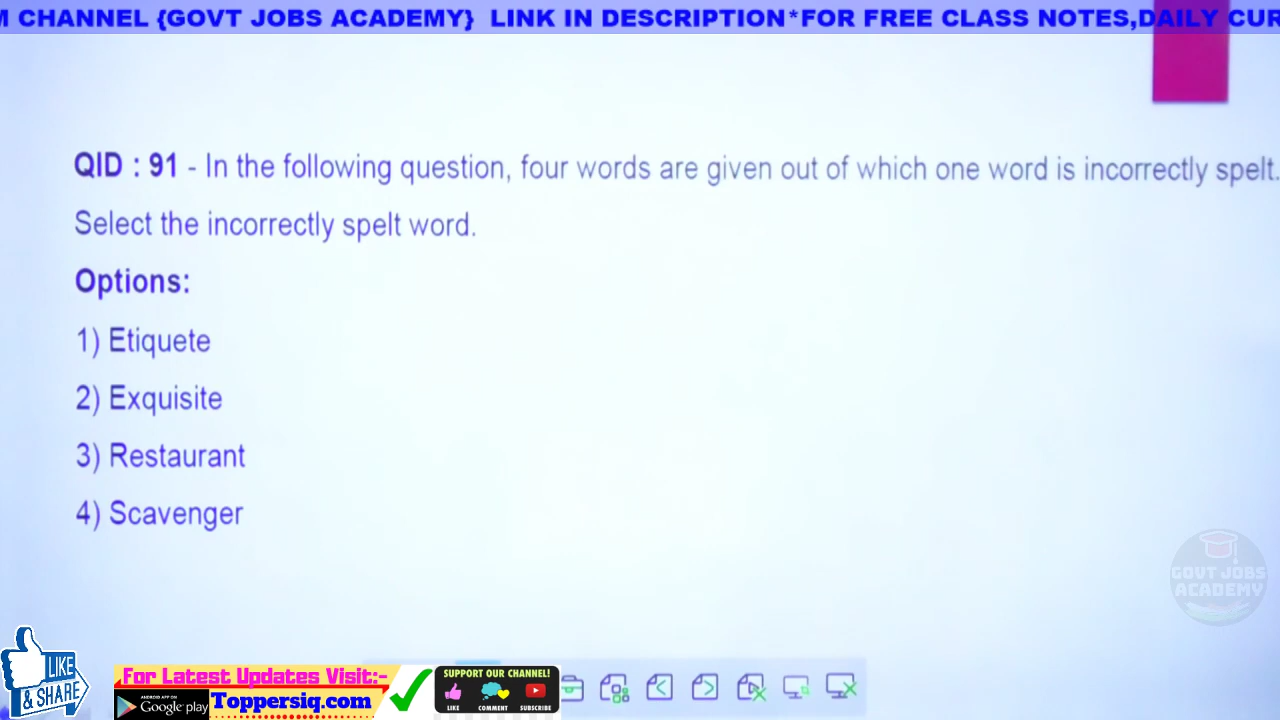 M CHANNEL {GOVT JOBS ACADEMY} LINK IN DESCRIPTION*FOR FREE CLASS NOTES,DAILY CUR
QID : 91 - In the following question, four words are given out of which one word is incorrectly spelt.
Select the incorrectly spelt word.
Options:
1) Etiquete
2) Exquisite
3) Restaurant
4) Scavenger
GOVT JOBS
ACADEMY
LIKE
& SHARE
For Latest Updates Visit:-
ANDROID APP ON
Google play
Toppersiq.com
SUPPORT OUR CHANNEL!
LIKE COMMENT SUBSCRIBE